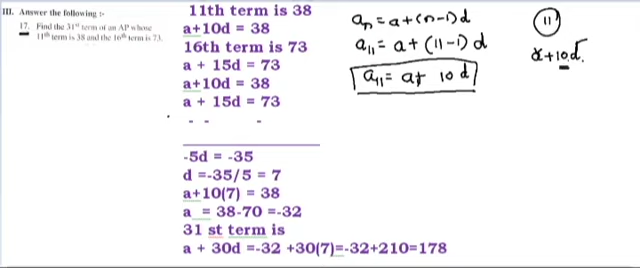 III. Answer the following :-
17. Find the 31st term of an AP whose
11th term is 38 and the 16th term is 73.
11th term is 38
a+10d = 38
16th term is 73
a + 15d = 73
a+10d = 38
a + 15d = 73
- - -
-5d = -35
d =-35/5 = 7
a+10(7) = 38
a = 38-70 =-32
31 st term is
a + 30d =-32 +30(7)=-32+210=178
an = a+(n-1)d
a11 = a + (11-1) d
a11 = a+ 10 d
11
a+10d.